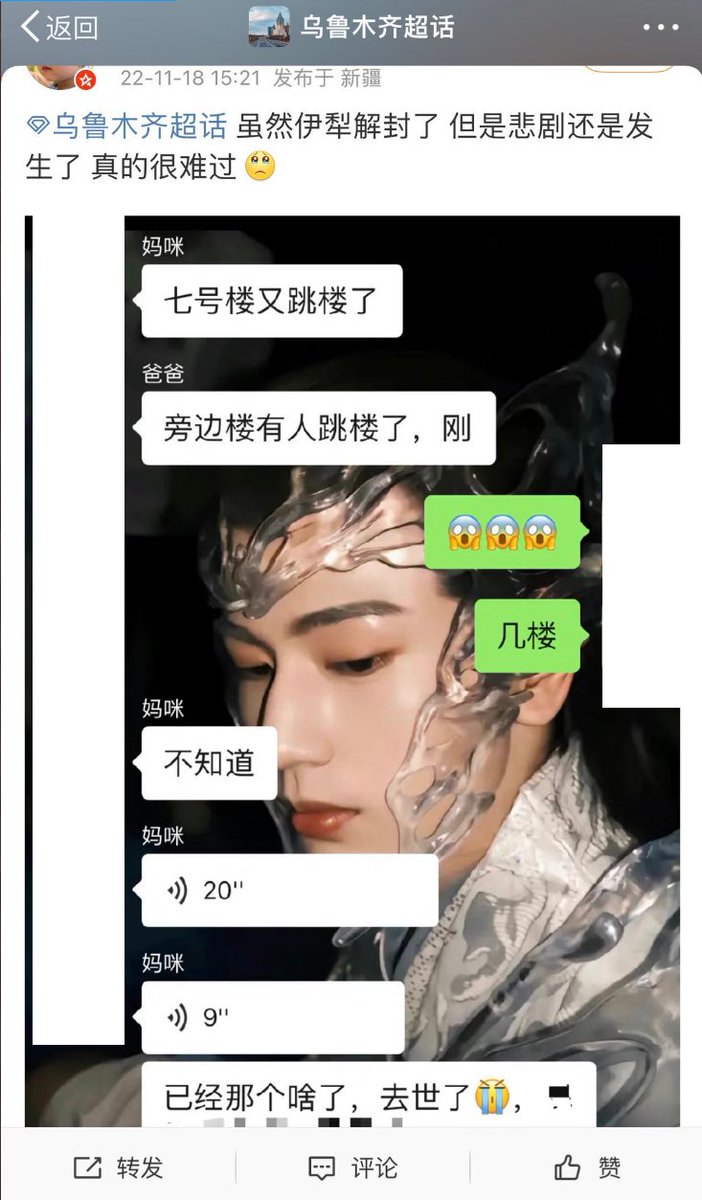 返回
乌鲁木齐超话
22-11-18 15:21 发布于 新疆
乌鲁木齐超话 虽然伊犁解封了 但是悲剧还是发
生了 真的很难过🥺
妈咪
七号楼又跳楼了
爸爸
旁边楼有人跳楼了，刚
😱😱😱
几楼
妈咪
不知道
妈咪
20''
妈咪
9''
已经那个啥了，去世了😭，
转发
评论
赞